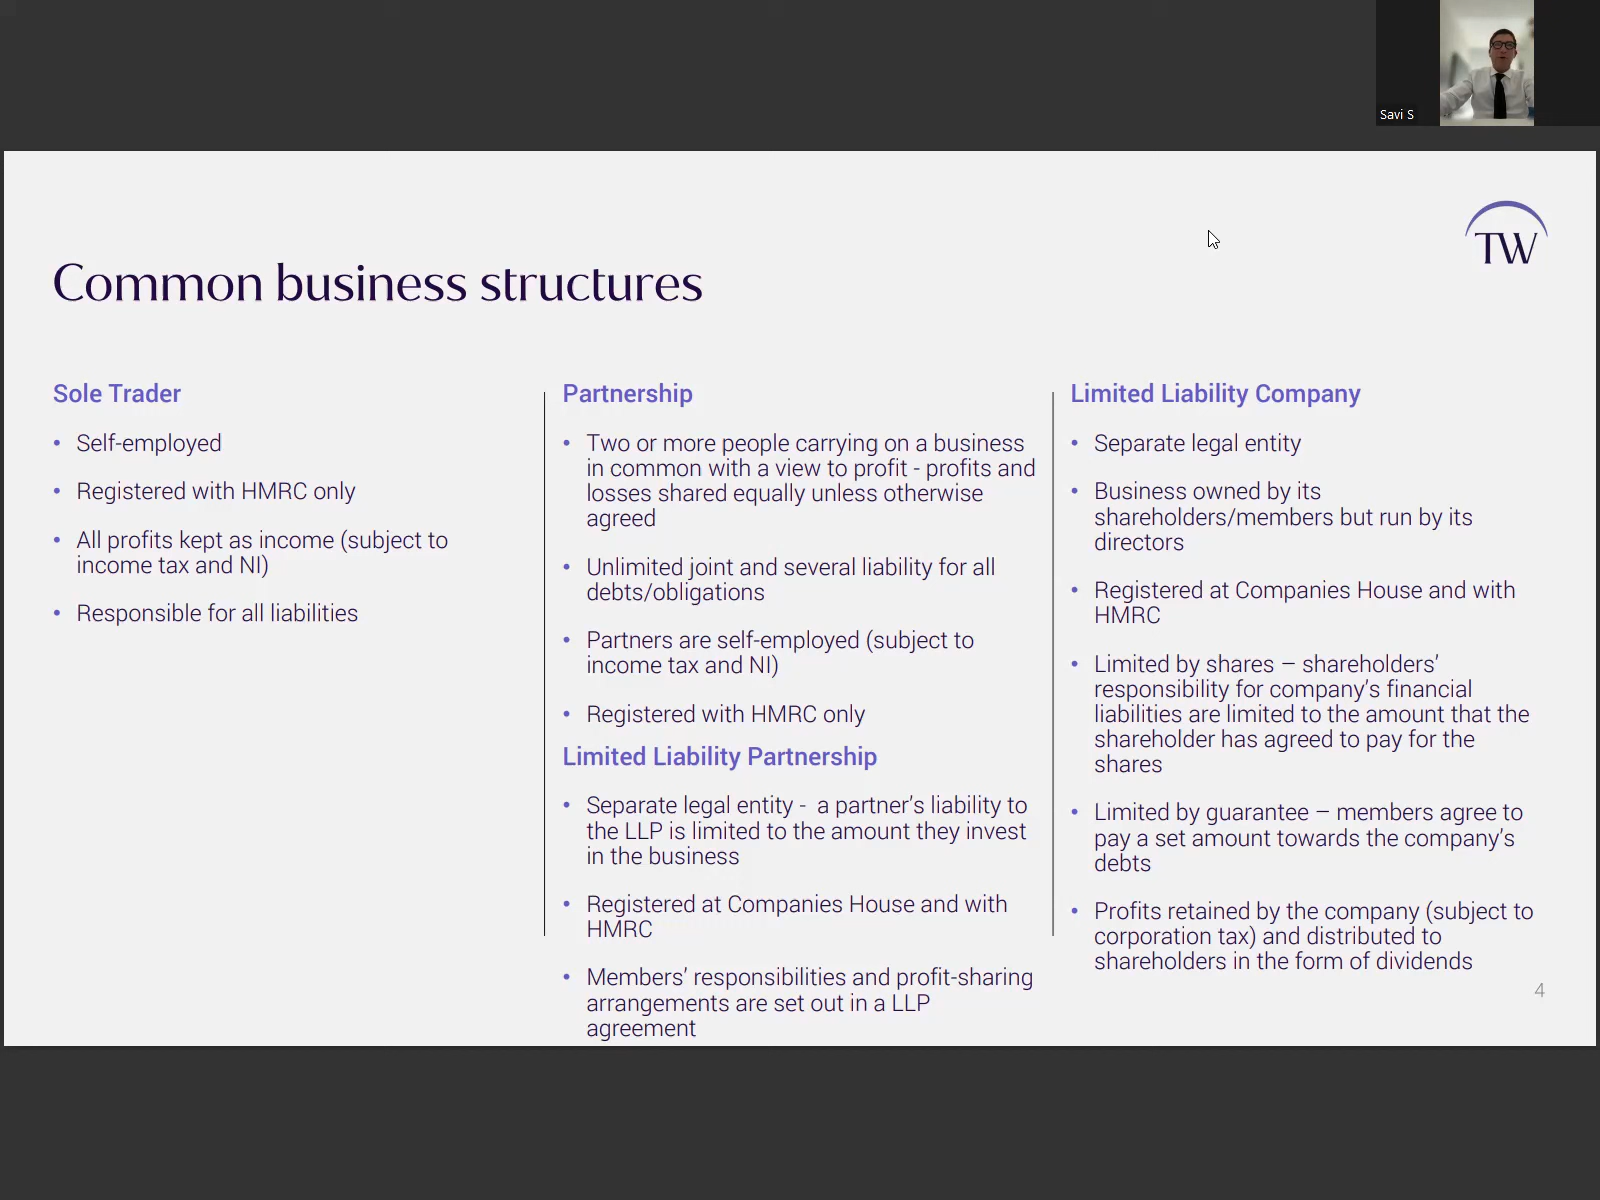 Savi S
TW
Common business structures
Sole Trader
• Self-employed
• Registered with HMRC only
• All profits kept as income (subject to
income tax and NI)
• Responsible for all liabilities
Partnership
• Two or more people carrying on a business
in common with a view to profit - profits and
losses shared equally unless otherwise
agreed
• Unlimited joint and several liability for all
debts/obligations
• Partners are self-employed (subject to
income tax and NI)
• Registered with HMRC only
Limited Liability Partnership
• Separate legal entity -  a partner’s liability to
the LLP is limited to the amount they invest
in the business
• Registered at Companies House and with
HMRC
• Members’ responsibilities and profit-sharing
arrangements are set out in a LLP
agreement
Limited Liability Company
• Separate legal entity
• Business owned by its
shareholders/members but run by its
directors
• Registered at Companies House and with
HMRC
• Limited by shares – shareholders’
responsibility for company’s financial
liabilities are limited to the amount that the
shareholder has agreed to pay for the
shares
• Limited by guarantee – members agree to
pay a set amount towards the company’s
debts
• Profits retained by the company (subject to
corporation tax) and distributed to
shareholders in the form of dividends
4